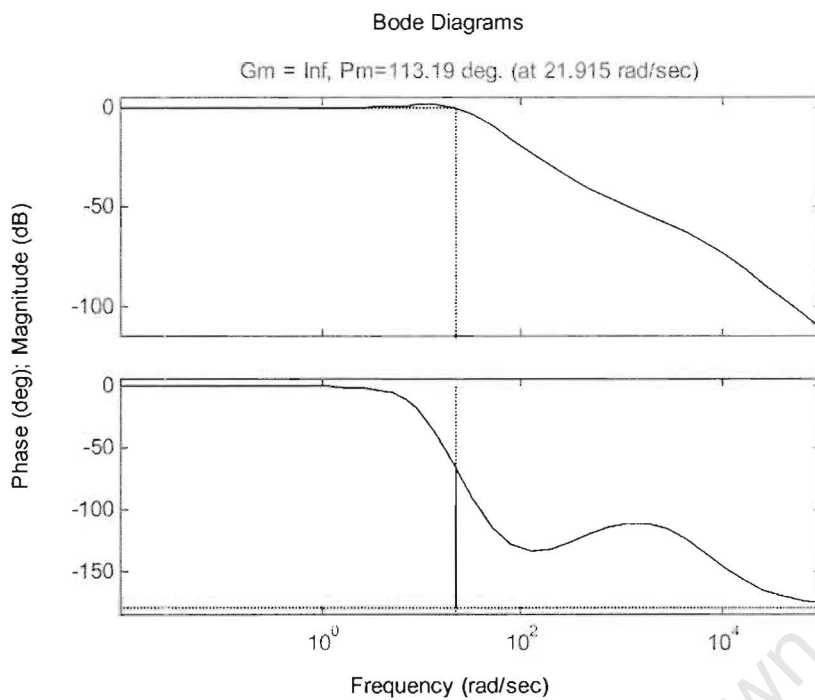 Bode Diagrams
Gm = Inf, Pm=113.19 deg. (at 21.915 rad/sec)
Phase (deg); Magnitude (dB)
0
-50
-100
0
-50
-100
-150
10^0
10^2
10^4
Frequency (rad/sec)